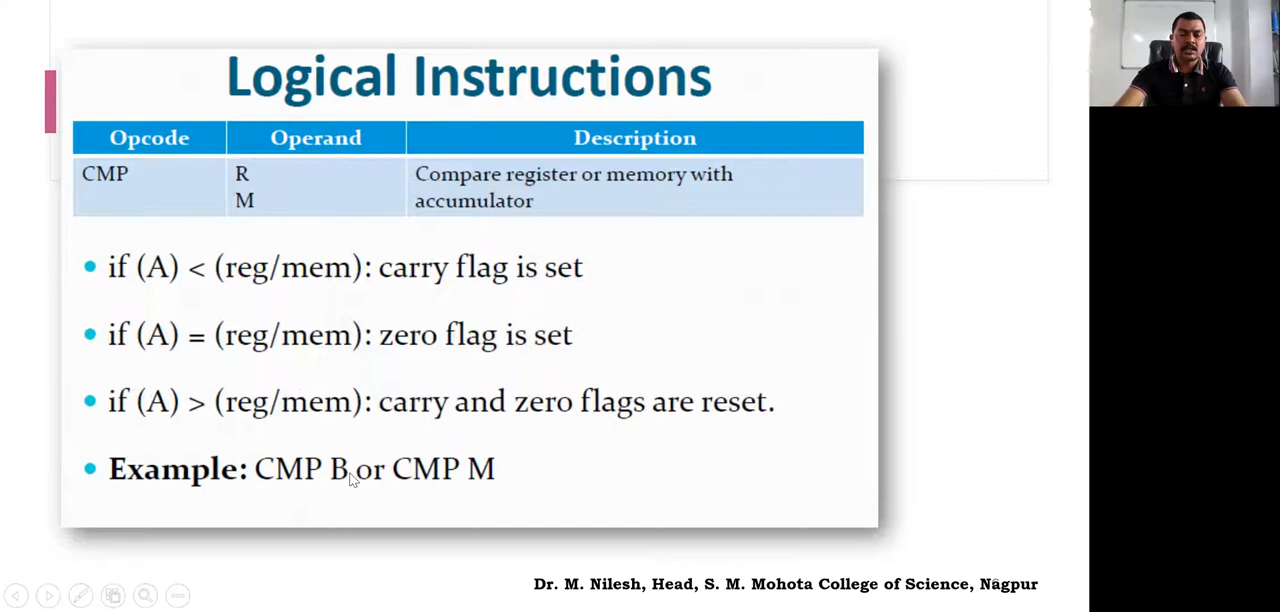 Logical Instructions
Opcode Operand Description
CMP R Compare register or memory with
M accumulator
• if (A) < (reg/mem): carry flag is set
• if (A) = (reg/mem): zero flag is set
• if (A) > (reg/mem): carry and zero flags are reset.
• Example: CMP B or CMP M
Dr. M. Nilesh, Head, S. M. Mohota College of Science, Nagpur